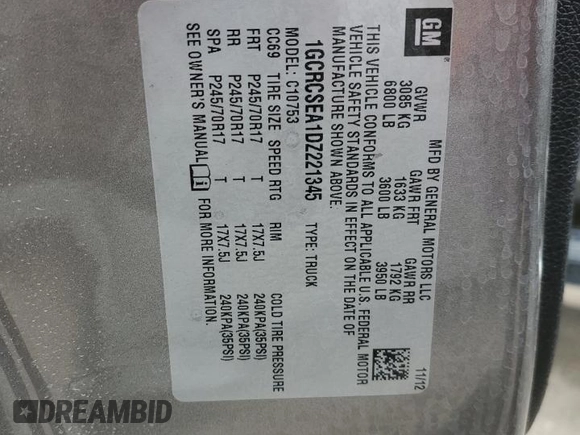 GM
MFD BY GENERAL MOTORS LLC
11/12
GVWR GAWR FRT GAWR RR
3085 KG 1633 KG 1792 KG
6800 LB 3600 LB 3950 LB
THIS VEHICLE CONFORMS TO ALL APPLICABLE U.S. FEDERAL MOTOR
VEHICLE SAFETY STANDARDS IN EFFECT ON THE DATE OF
MANUFACTURE SHOWN ABOVE.
1GCRCSEA1DZ221345 TYPE: TRUCK
MODEL: C10753
CC69 TIRE SIZE SPEED RTG RIM COLD TIRE PRESSURE
FRT P245/70R17 T 17X7.5J 240KPA(35PSI)
RR P245/70R17 T 17X7.5J 240KPA(35PSI)
SPA P245/70R17 T 17X7.5J 240KPA(35PSI)
SEE OWNER'S MANUAL FOR MORE INFORMATION.
DREAMBID